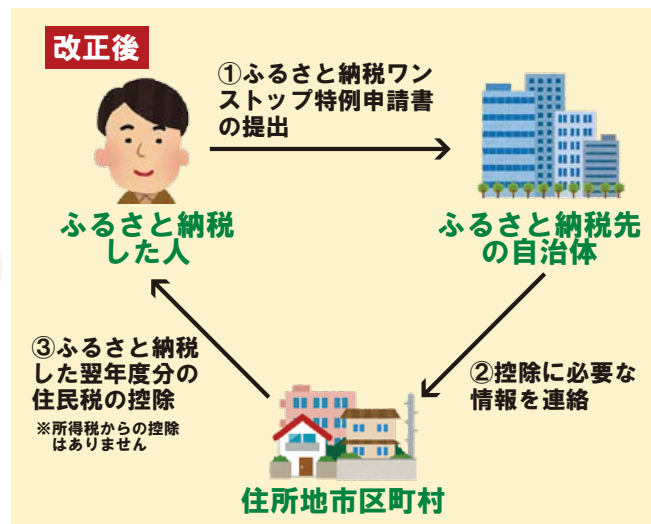 改正後
①ふるさと納税ワン
ストップ特例申請書
の提出
ふるさと納税
した人
ふるさと納税先
の自治体
③ふるさと納税
した翌年度分の
住民税の控除
※所得税からの控除
はありません
②控除に必要な
情報を連絡
住所地市区町村